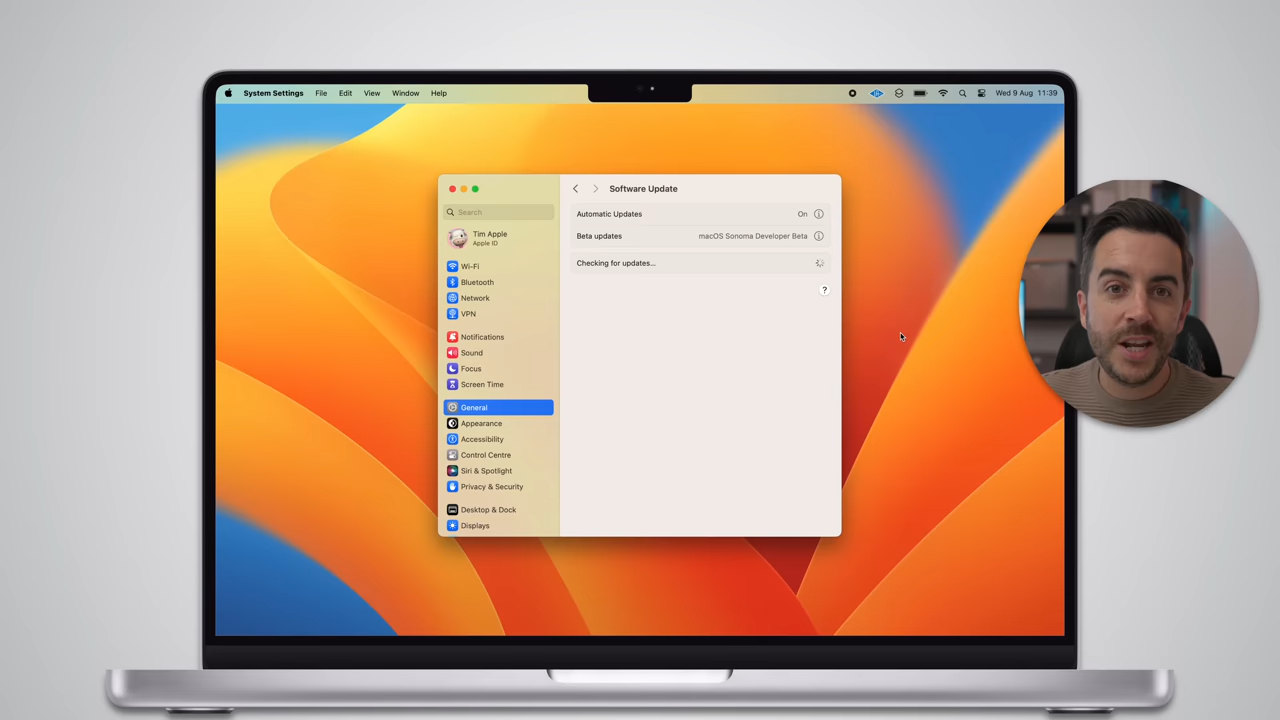 System Settings File Edit View Window Help Wed 9 Aug 11:39
Software Update
Search
Tim Apple
Apple ID
Wi-Fi
Bluetooth
Network
VPN
Notifications
Sound
Focus
Screen Time
General
Appearance
Accessibility
Control Centre
Siri & Spotlight
Privacy & Security
Desktop & Dock
Displays
Automatic Updates On
Beta updates macOS Sonoma Developer Beta
Checking for updates...
?